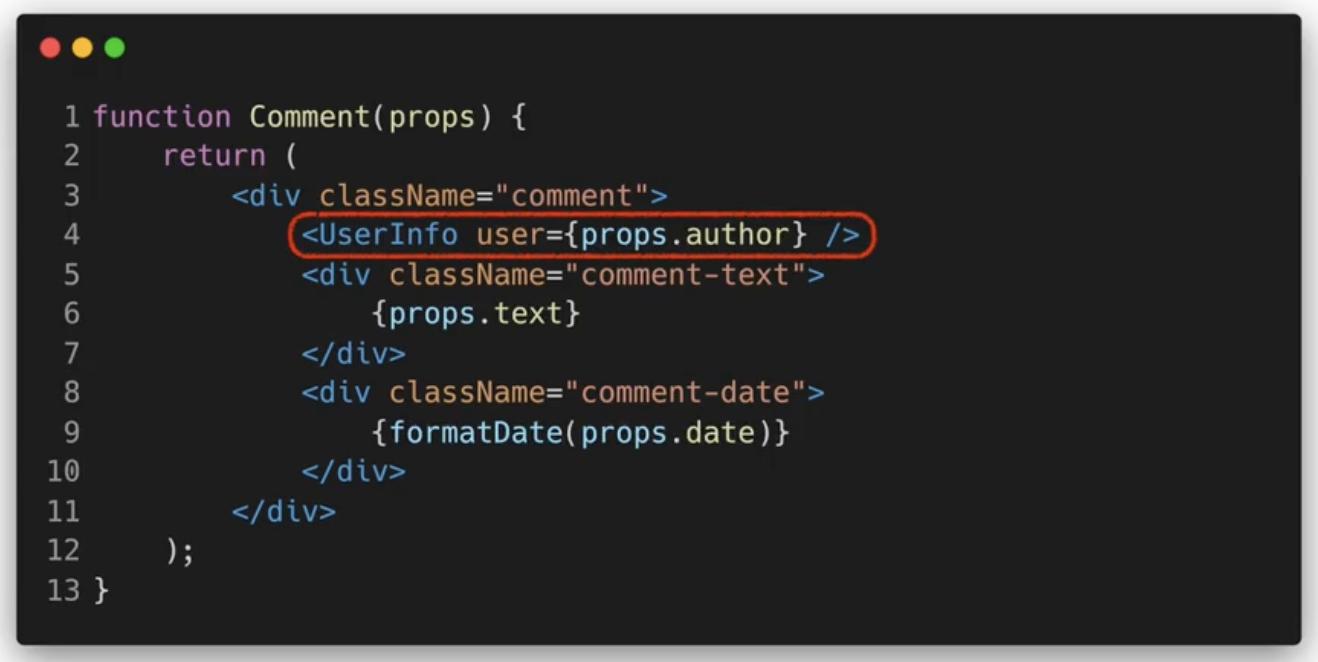 1 function Comment(props) {
2     return (
3         <div className="comment">
4             <UserInfo user={props.author} />
5             <div className="comment-text">
6                 {props.text}
7             </div>
8             <div className="comment-date">
9                 {formatDate(props.date)}
10             </div>
11         </div>
12     );
13 }